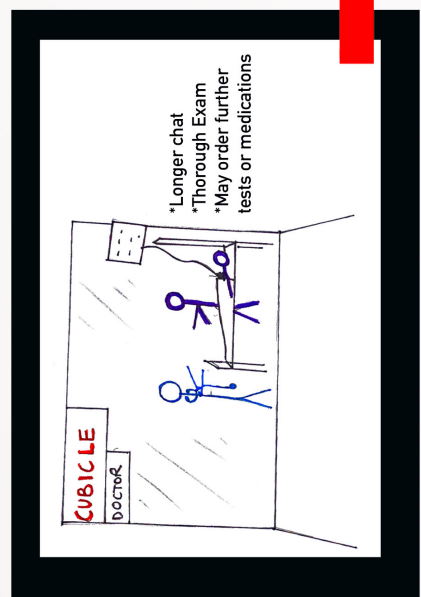 CUBICLE
DOCTOR
*Longer chat
*Thorough Exam
*May order further
tests or medications